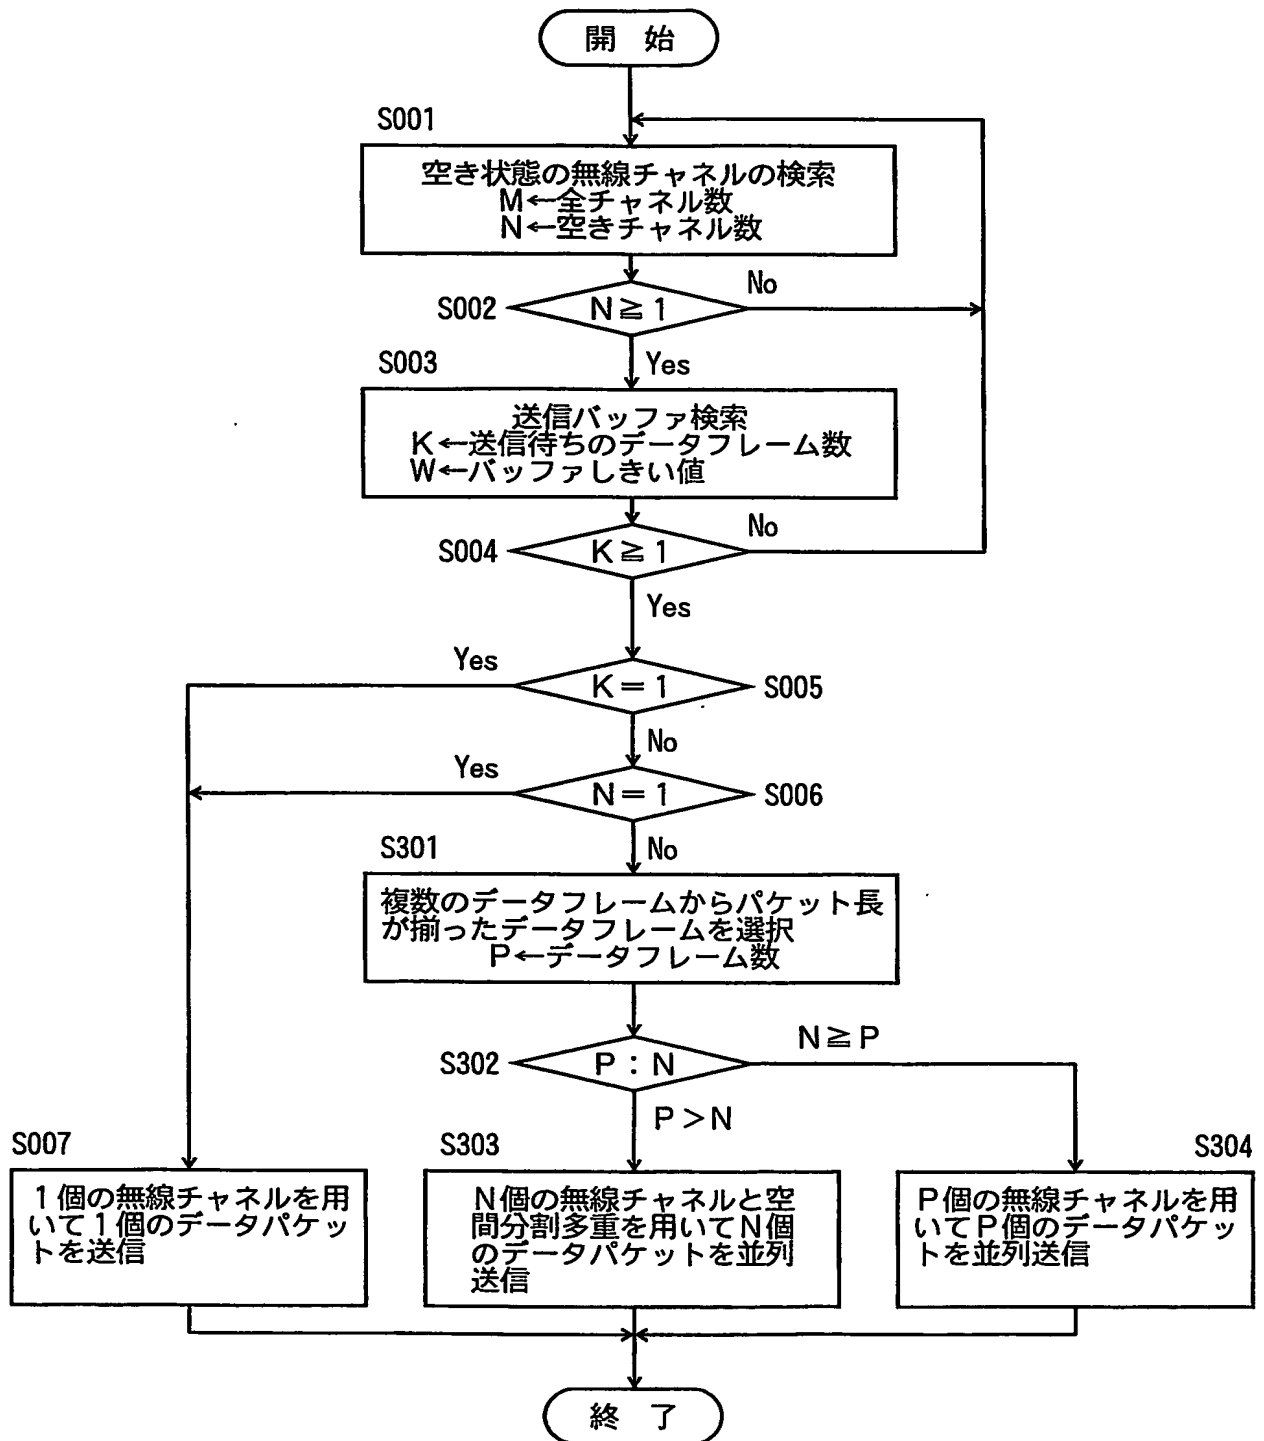 開 始
S001
空き状態の無線チャネルの検索
M←全チャネル数
N←空きチャネル数
S002
N≧1
No
Yes
S003
送信バッファ検索
K←送信待ちのデータフレーム数
W←バッファしきい値
S004
K≧1
No
Yes
Yes
K=1
S005
No
Yes
N=1
S006
No
S301
複数のデータフレームからパケット長
が揃ったデータフレームを選択
P←データフレーム数
S302
P:N
N≧P
P>N
S007
1個の無線チャネルを用
いて1個のデータパケッ
トを送信
S303
N個の無線チャネルと空
間分割多重を用いてN個
のデータパケットを並列
送信
S304
P個の無線チャネルを用
いてP個のデータパケッ
トを並列送信
終 了